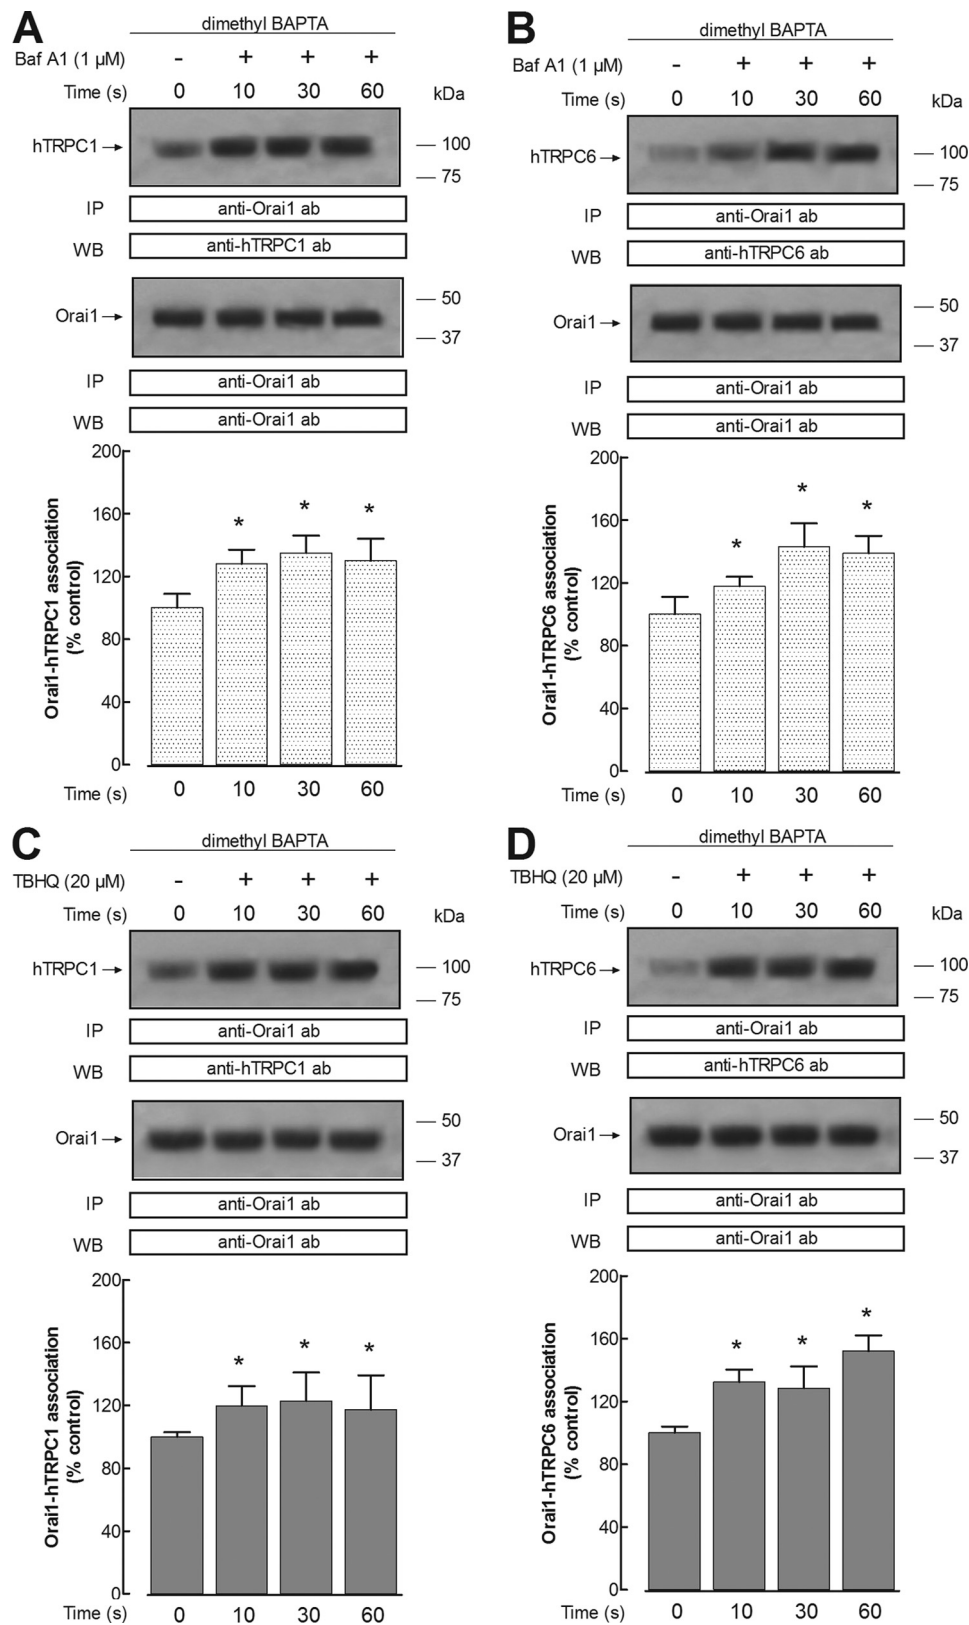 A
dimethyl BAPTA
Baf A1 (1 µM) - + + +
Time (s) 0 10 30 60 kDa
hTRPC1 → — 100
— 75
IP anti-Orai1 ab
WB anti-hTRPC1 ab
Orai1 → — 50
— 37
IP anti-Orai1 ab
WB anti-Orai1 ab
Orai1-hTRPC1 association
(% control)
200
160
120
80
40
0
* * *
Time (s) 0 10 30 60
B
dimethyl BAPTA
Baf A1 (1 µM) - + + +
Time (s) 0 10 30 60 kDa
hTRPC6 → — 100
— 75
IP anti-Orai1 ab
WB anti-hTRPC6 ab
Orai1 → — 50
— 37
IP anti-Orai1 ab
WB anti-Orai1 ab
Orai1-hTRPC6 association
(% control)
200
160
120
80
40
0
* * *
Time (s) 0 10 30 60
C
dimethyl BAPTA
TBHQ (20 µM) - + + +
Time (s) 0 10 30 60 kDa
hTRPC1 → — 100
— 75
IP anti-Orai1 ab
WB anti-hTRPC1 ab
Orai1 → — 50
— 37
IP anti-Orai1 ab
WB anti-Orai1 ab
Orai1-hTRPC1 association
(% control)
200
160
120
80
40
0
* * *
Time (s) 0 10 30 60
D
dimethyl BAPTA
TBHQ (20 µM) - + + +
Time (s) 0 10 30 60 kDa
hTRPC6 → — 100
— 75
IP anti-Orai1 ab
WB anti-hTRPC6 ab
Orai1 → — 50
— 37
IP anti-Orai1 ab
WB anti-Orai1 ab
Orai1-hTRPC6 association
(% control)
200
160
120
80
40
0
* * *
Time (s) 0 10 30 60